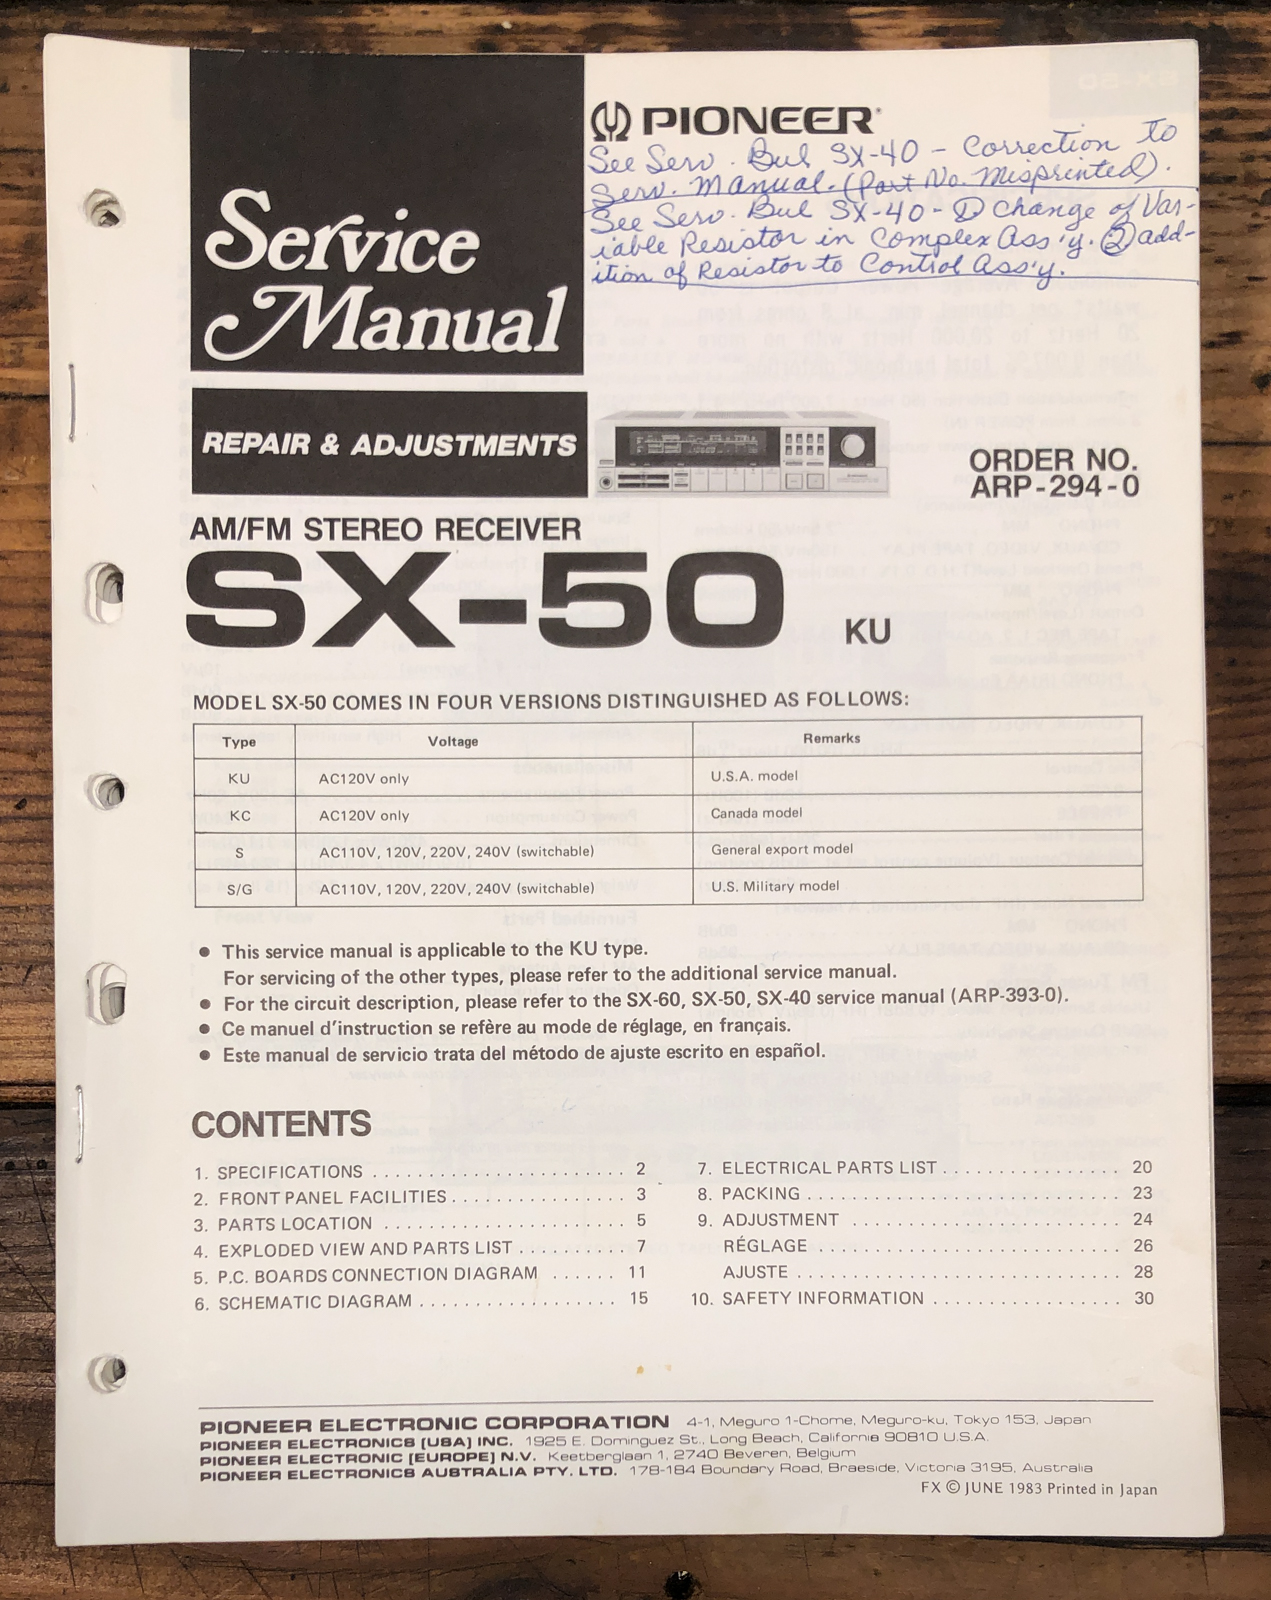 Service
Manual
PIONEER
See Serv. Bul SX-40 - Correction to
Serv. Manual. (Part No. Misprinted).
See Serv. Bul SX-40 - ① Change of Var-
iable Resistor in Complex Ass'y. ② add-
ition of Resistor to Control Ass'y.
REPAIR & ADJUSTMENTS
ORDER NO.
ARP-294-0
AM/FM STEREO RECEIVER
SX-50 KU
MODEL SX-50 COMES IN FOUR VERSIONS DISTINGUISHED AS FOLLOWS:
Type Voltage Remarks
KU AC120V only U.S.A. model
KC AC120V only Canada model
S AC110V, 120V, 220V, 240V (switchable) General export model
S/G AC110V, 120V, 220V, 240V (switchable) U.S. Military model
● This service manual is applicable to the KU type.
For servicing of the other types, please refer to the additional service manual.
● For the circuit description, please refer to the SX-60, SX-50, SX-40 service manual (ARP-393-0).
● Ce manuel d'instruction se refère au mode de réglage, en français.
● Este manual de servicio trata del método de ajuste escrito en español.
CONTENTS
1. SPECIFICATIONS . . . . . . . . . . . . . . . . . . . . . . . 2
2. FRONT PANEL FACILITIES . . . . . . . . . . . . . . . . 3
3. PARTS LOCATION . . . . . . . . . . . . . . . . . . . . . . 5
4. EXPLODED VIEW AND PARTS LIST . . . . . . . . . . 7
5. P.C. BOARDS CONNECTION DIAGRAM . . . . . . 11
6. SCHEMATIC DIAGRAM . . . . . . . . . . . . . . . . . . 15
7. ELECTRICAL PARTS LIST . . . . . . . . . . . . . . . . 20
8. PACKING . . . . . . . . . . . . . . . . . . . . . . . . . . . . 23
9. ADJUSTMENT . . . . . . . . . . . . . . . . . . . . . . . . 24
RÉGLAGE . . . . . . . . . . . . . . . . . . . . . . . . . . . 26
AJUSTE . . . . . . . . . . . . . . . . . . . . . . . . . . . . . 28
10. SAFETY INFORMATION . . . . . . . . . . . . . . . . . 30
PIONEER ELECTRONIC CORPORATION 4-1, Meguro 1-Chome, Meguro-ku, Tokyo 153, Japan
PIONEER ELECTRONICS [USA] INC. 1925 E. Dominguez St., Long Beach, California 90810 U.S.A.
PIONEER ELECTRONIC [EUROPE] N.V. Keetberglaan 1, 2740 Beveren, Belgium
PIONEER ELECTRONICS AUSTRALIA PTY. LTD. 178-184 Boundary Road, Braeside, Victoria 3195, Australia
FX © JUNE 1983 Printed in Japan